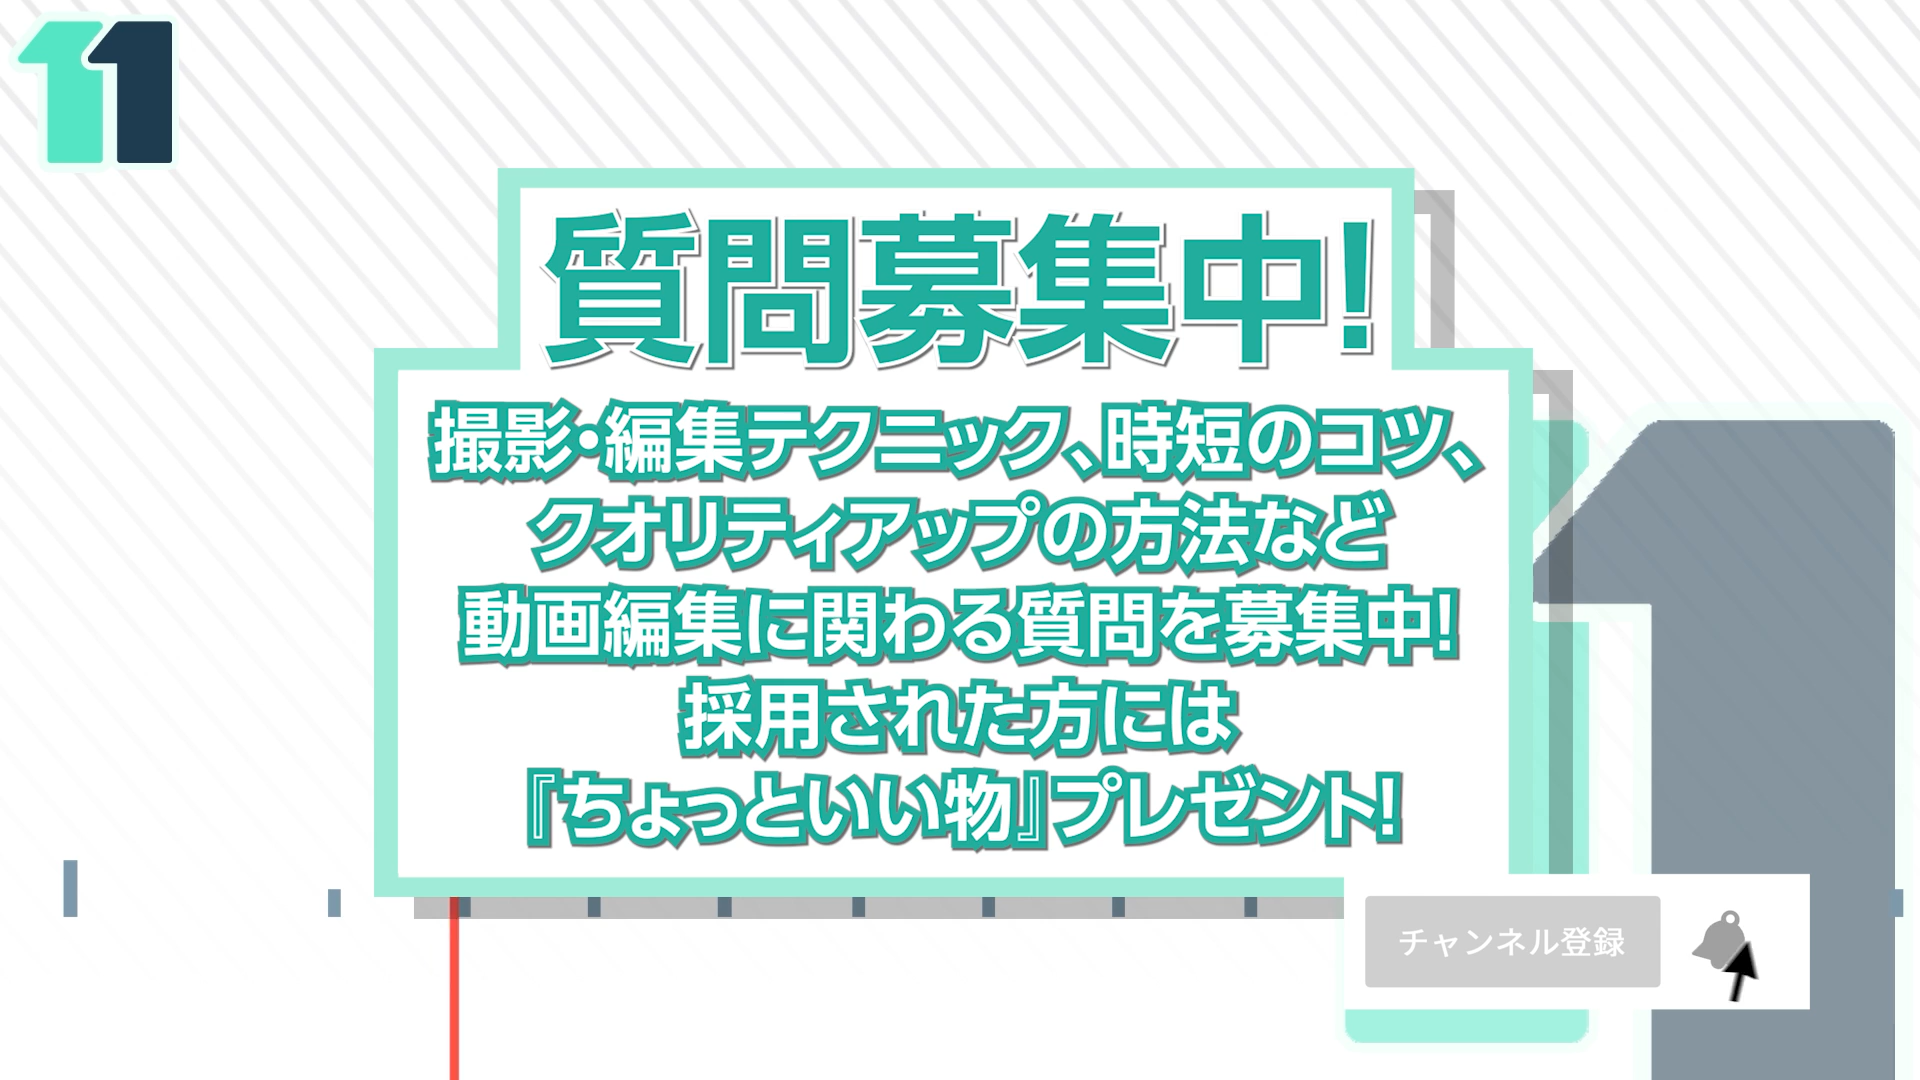 11
質問募集中!
撮影・編集テクニック、時短のコツ、
クオリティアップの方法など
動画編集に関わる質問を募集中!
採用された方には
『ちょっといい物』プレゼント!
チャンネル登録